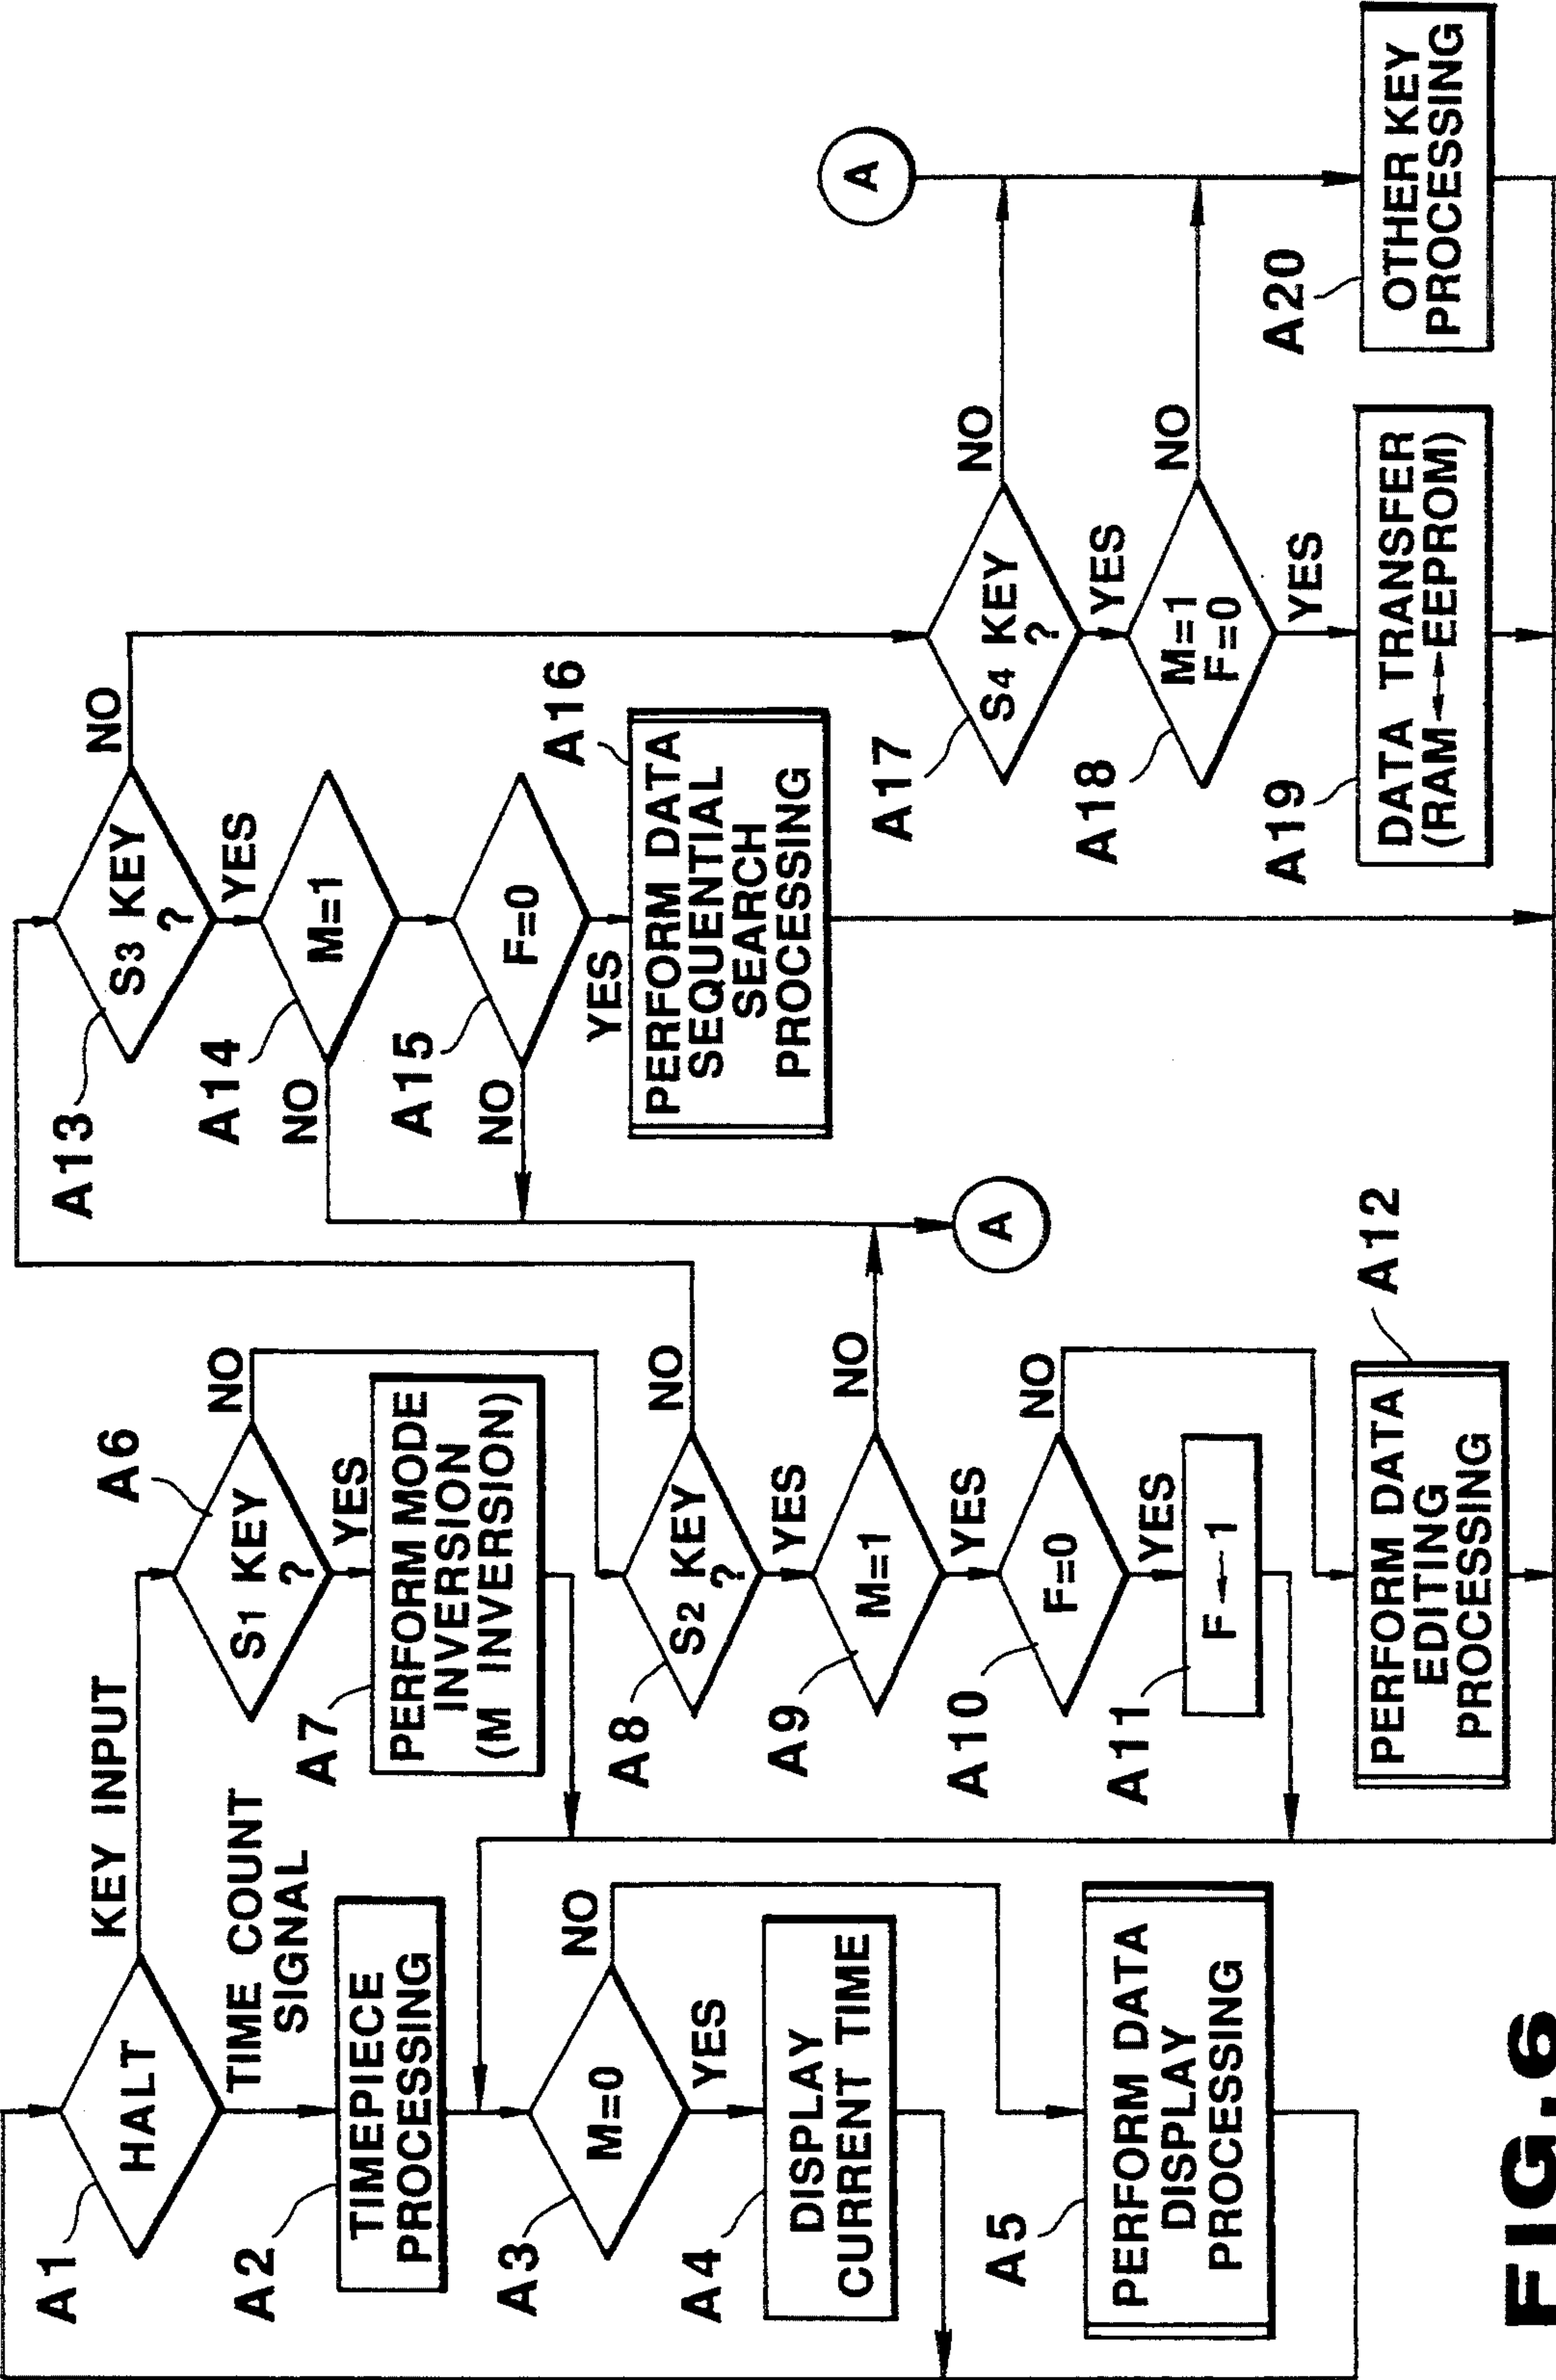 A1
HALT
KEY INPUT
TIME COUNT
SIGNAL
A2
TIMEPIECE
PROCESSING
A3
M=0
NO
YES
A4
DISPLAY
CURRENT TIME
A5
PERFORM DATA
DISPLAY
PROCESSING
A6
S1 KEY
?
NO
YES
A7
PERFORM MODE
INVERSION
(M INVERSION)
A8
S2 KEY
?
NO
YES
A9
M=1
NO
YES
A10
F=0
NO
YES
A11
F←1
A12
PERFORM DATA
EDITING
PROCESSING
A13
S3 KEY
?
NO
YES
A14
M=1
NO
A15
F=0
NO
YES
A16
PERFORM DATA
SEQUENTIAL
SEARCH
PROCESSING
A
A17
S4 KEY
?
NO
YES
A18
M=1
F=0
NO
YES
A19
DATA TRANSFER
(RAM←→EEPROM)
A
A20
OTHER KEY
PROCESSING
FIG.6